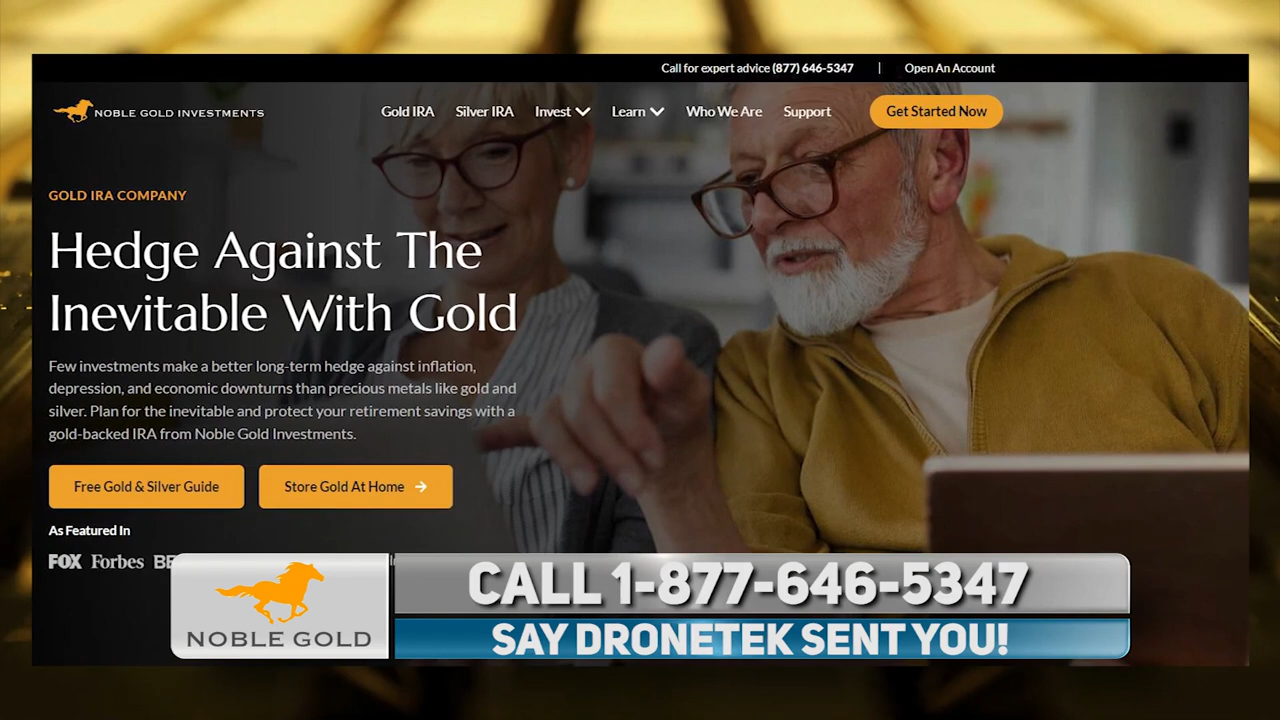 Call for expert advice (877) 646-5347 | Open An Account
NOBLE GOLD INVESTMENTS
Gold IRA Silver IRA Invest Learn Who We Are Support Get Started Now
GOLD IRA COMPANY
Hedge Against The
Inevitable With Gold
Few investments make a better long-term hedge against inflation,
depression, and economic downturns than precious metals like gold and
silver. Plan for the inevitable and protect your retirement savings with a
gold-backed IRA from Noble Gold Investments.
Free Gold & Silver Guide Store Gold At Home
As Featured In
FOX Forbes
NOBLE GOLD
CALL 1-877-646-5347
SAY DRONETEK SENT YOU!